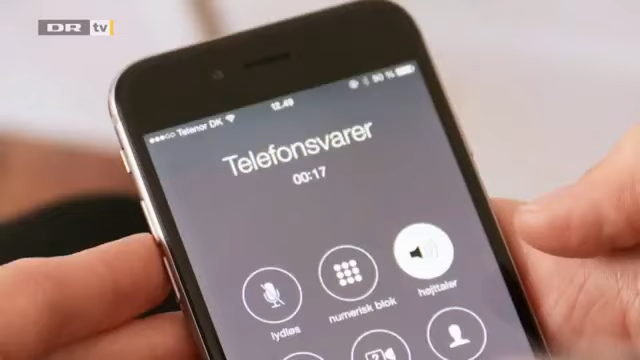 DR tv
Telenor DK 12.49 90 %
Telefonsvarer
00:17
lydløs numerisk blok højttaler